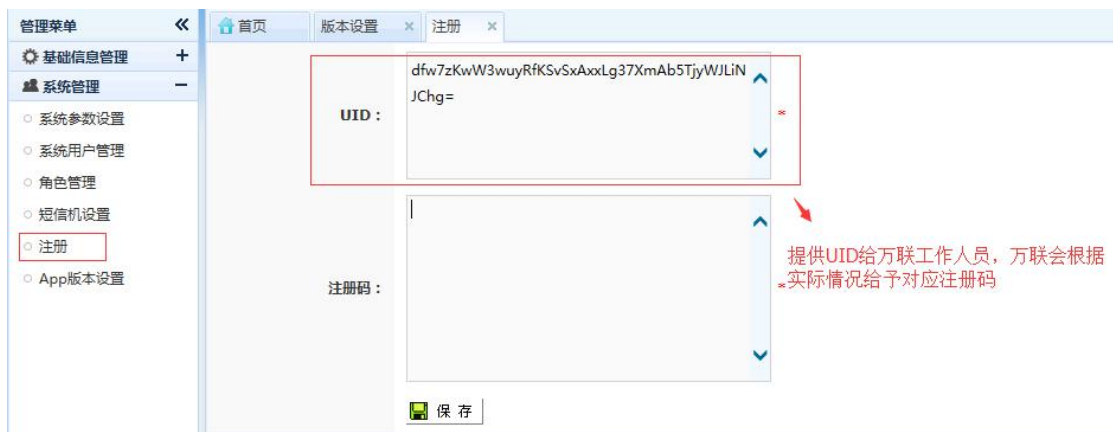 管理菜单
首页
版本设置
注册
基础信息管理
系统管理
系统参数设置
系统用户管理
角色管理
短信机设置
注册
App版本设置
UID：
dfw7zKwW3wuyRfKSvSxAxxLg37XmAb5TjyWJLiN
JChg=
*
注册码：
*
提供UID给万联工作人员，万联会根据
实际情况给予对应注册码
保 存